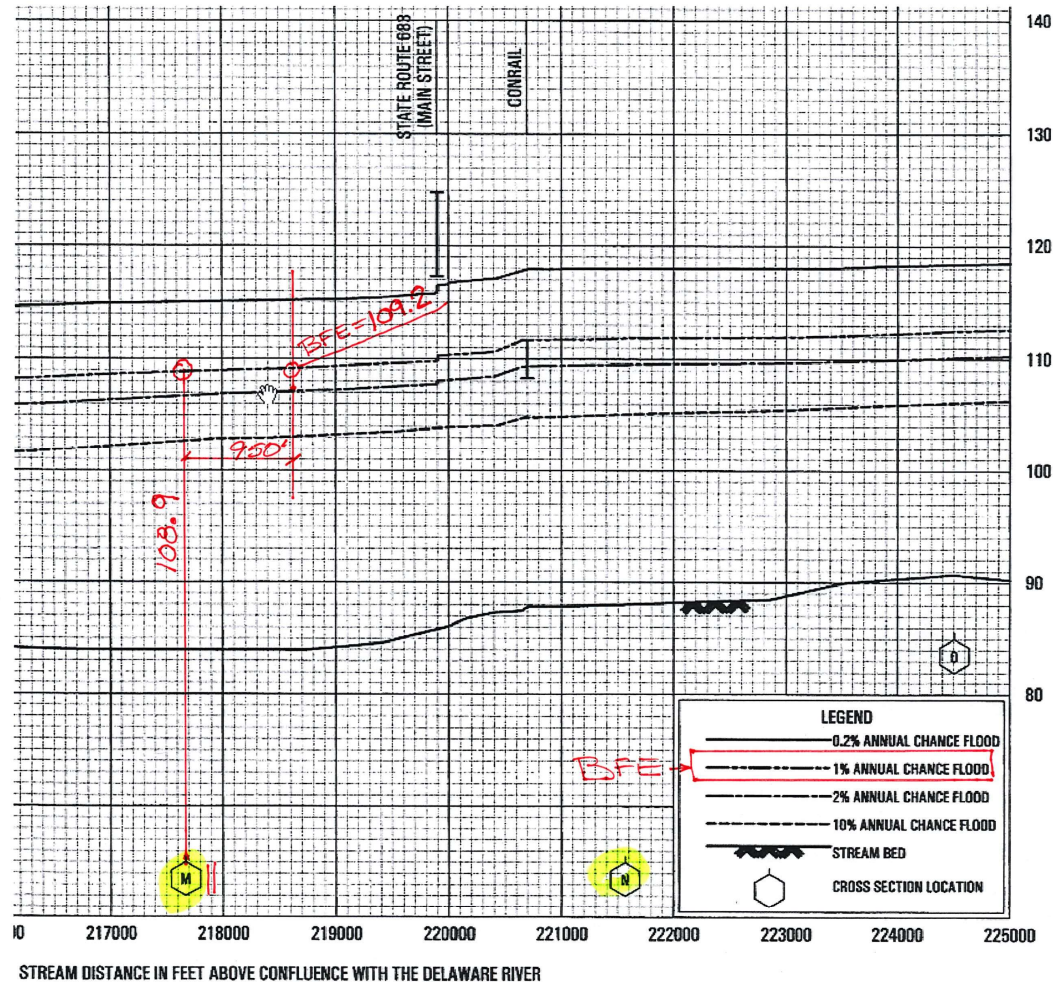 STATE ROUTE 683
(MAIN STREET)
CONRAIL
140
130
120
110
100
90
80
BFE=109.2
950'
108.9
M
N
O
BFE
LEGEND
0.2% ANNUAL CHANCE FLOOD
1% ANNUAL CHANCE FLOOD
2% ANNUAL CHANCE FLOOD
10% ANNUAL CHANCE FLOOD
STREAM BED
CROSS SECTION LOCATION
217000
218000
219000
220000
221000
222000
223000
224000
225000
STREAM DISTANCE IN FEET ABOVE CONFLUENCE WITH THE DELAWARE RIVER